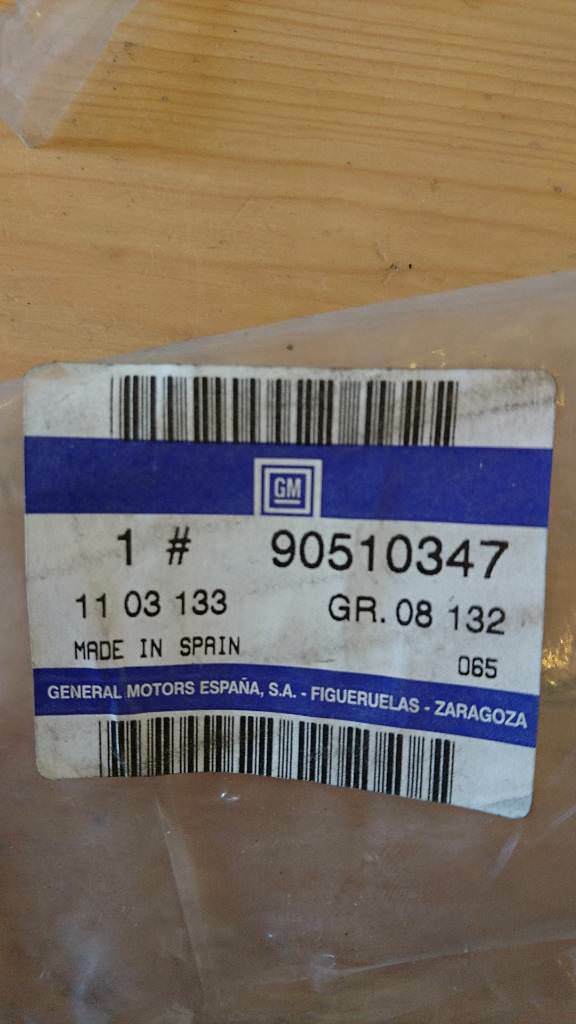 GM
1 # 90510347
11 03 133 GR. 08 132
MADE IN SPAIN 065
GENERAL MOTORS ESPAÑA, S.A. - FIGUERUELAS - ZARAGOZA